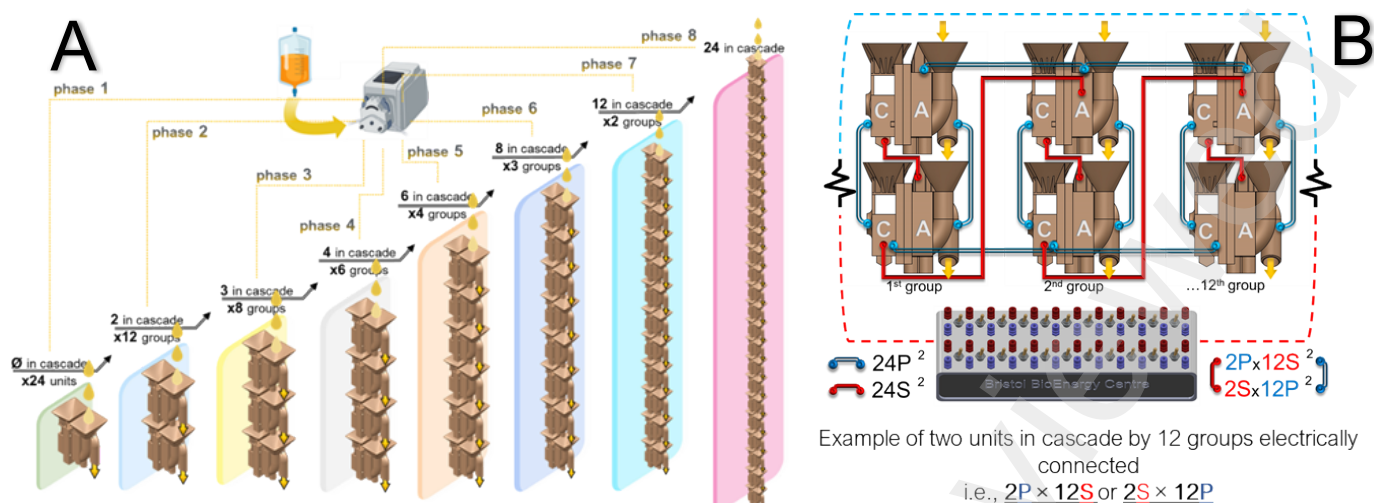 A
phase 1
phase 2
phase 3
phase 4
phase 5
phase 6
phase 7
phase 8
Ø in cascade
x24 units
2 in cascade
x12 groups
3 in cascade
x8 groups
4 in cascade
x6 groups
6 in cascade
x4 groups
8 in cascade
x3 groups
12 in cascade
x2 groups
24 in cascade
B
C A
C A
C A
C A
C A
C A
1st group
2nd group
...12th group
Bristol BioEnergy Centre
24P 2
24S 2
2Px12S 2
2Sx12P 2
Example of two units in cascade by 12 groups electrically
connected
i.e., 2P × 12S or 2S × 12P